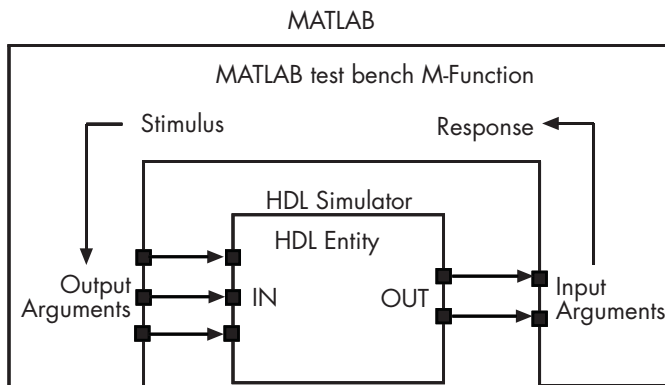 MATLAB
MATLAB test bench M-Function
Stimulus
Response
HDL Simulator
HDL Entity
Output
Arguments
IN
OUT
Input
Arguments